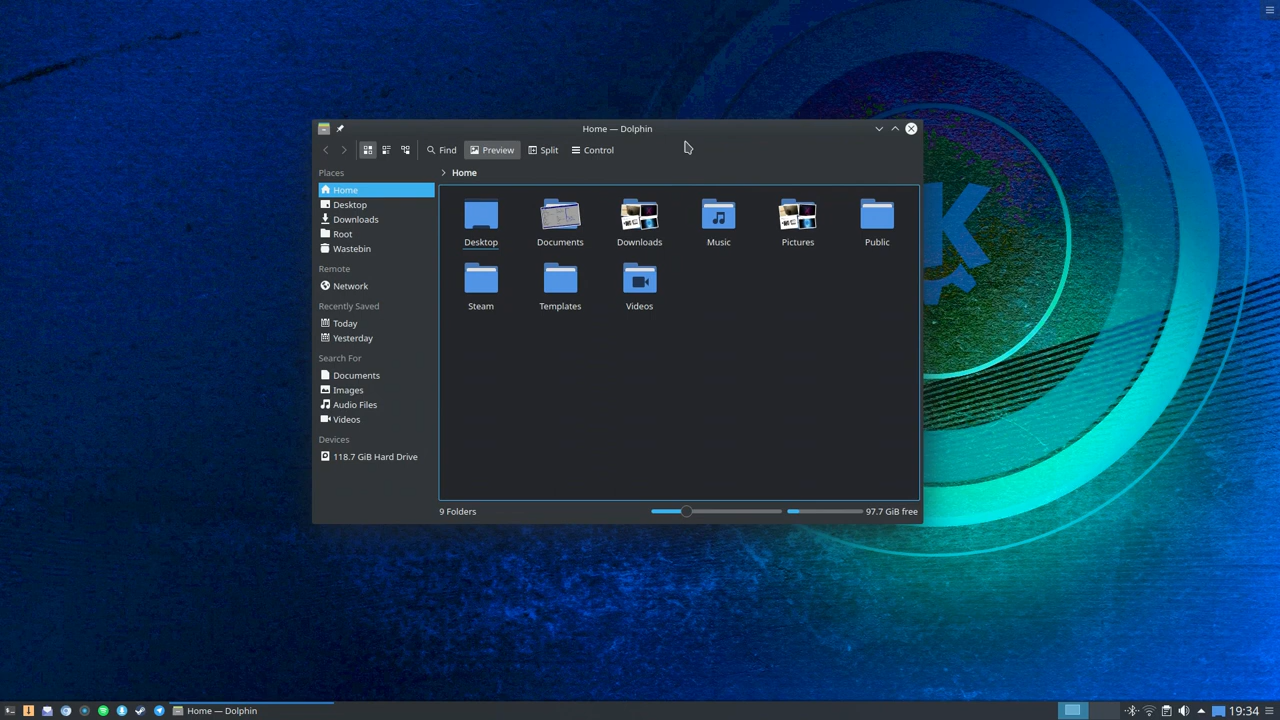 Home — Dolphin
Find Preview Split Control
Places
Home
Desktop
Downloads
Root
Wastebin
Remote
Network
Recently Saved
Today
Yesterday
Search For
Documents
Images
Audio Files
Videos
Devices
118.7 GiB Hard Drive
Home
Desktop Documents Downloads Music Pictures Public
Steam Templates Videos
9 Folders 97.7 GiB free
K
Home — Dolphin 19:34